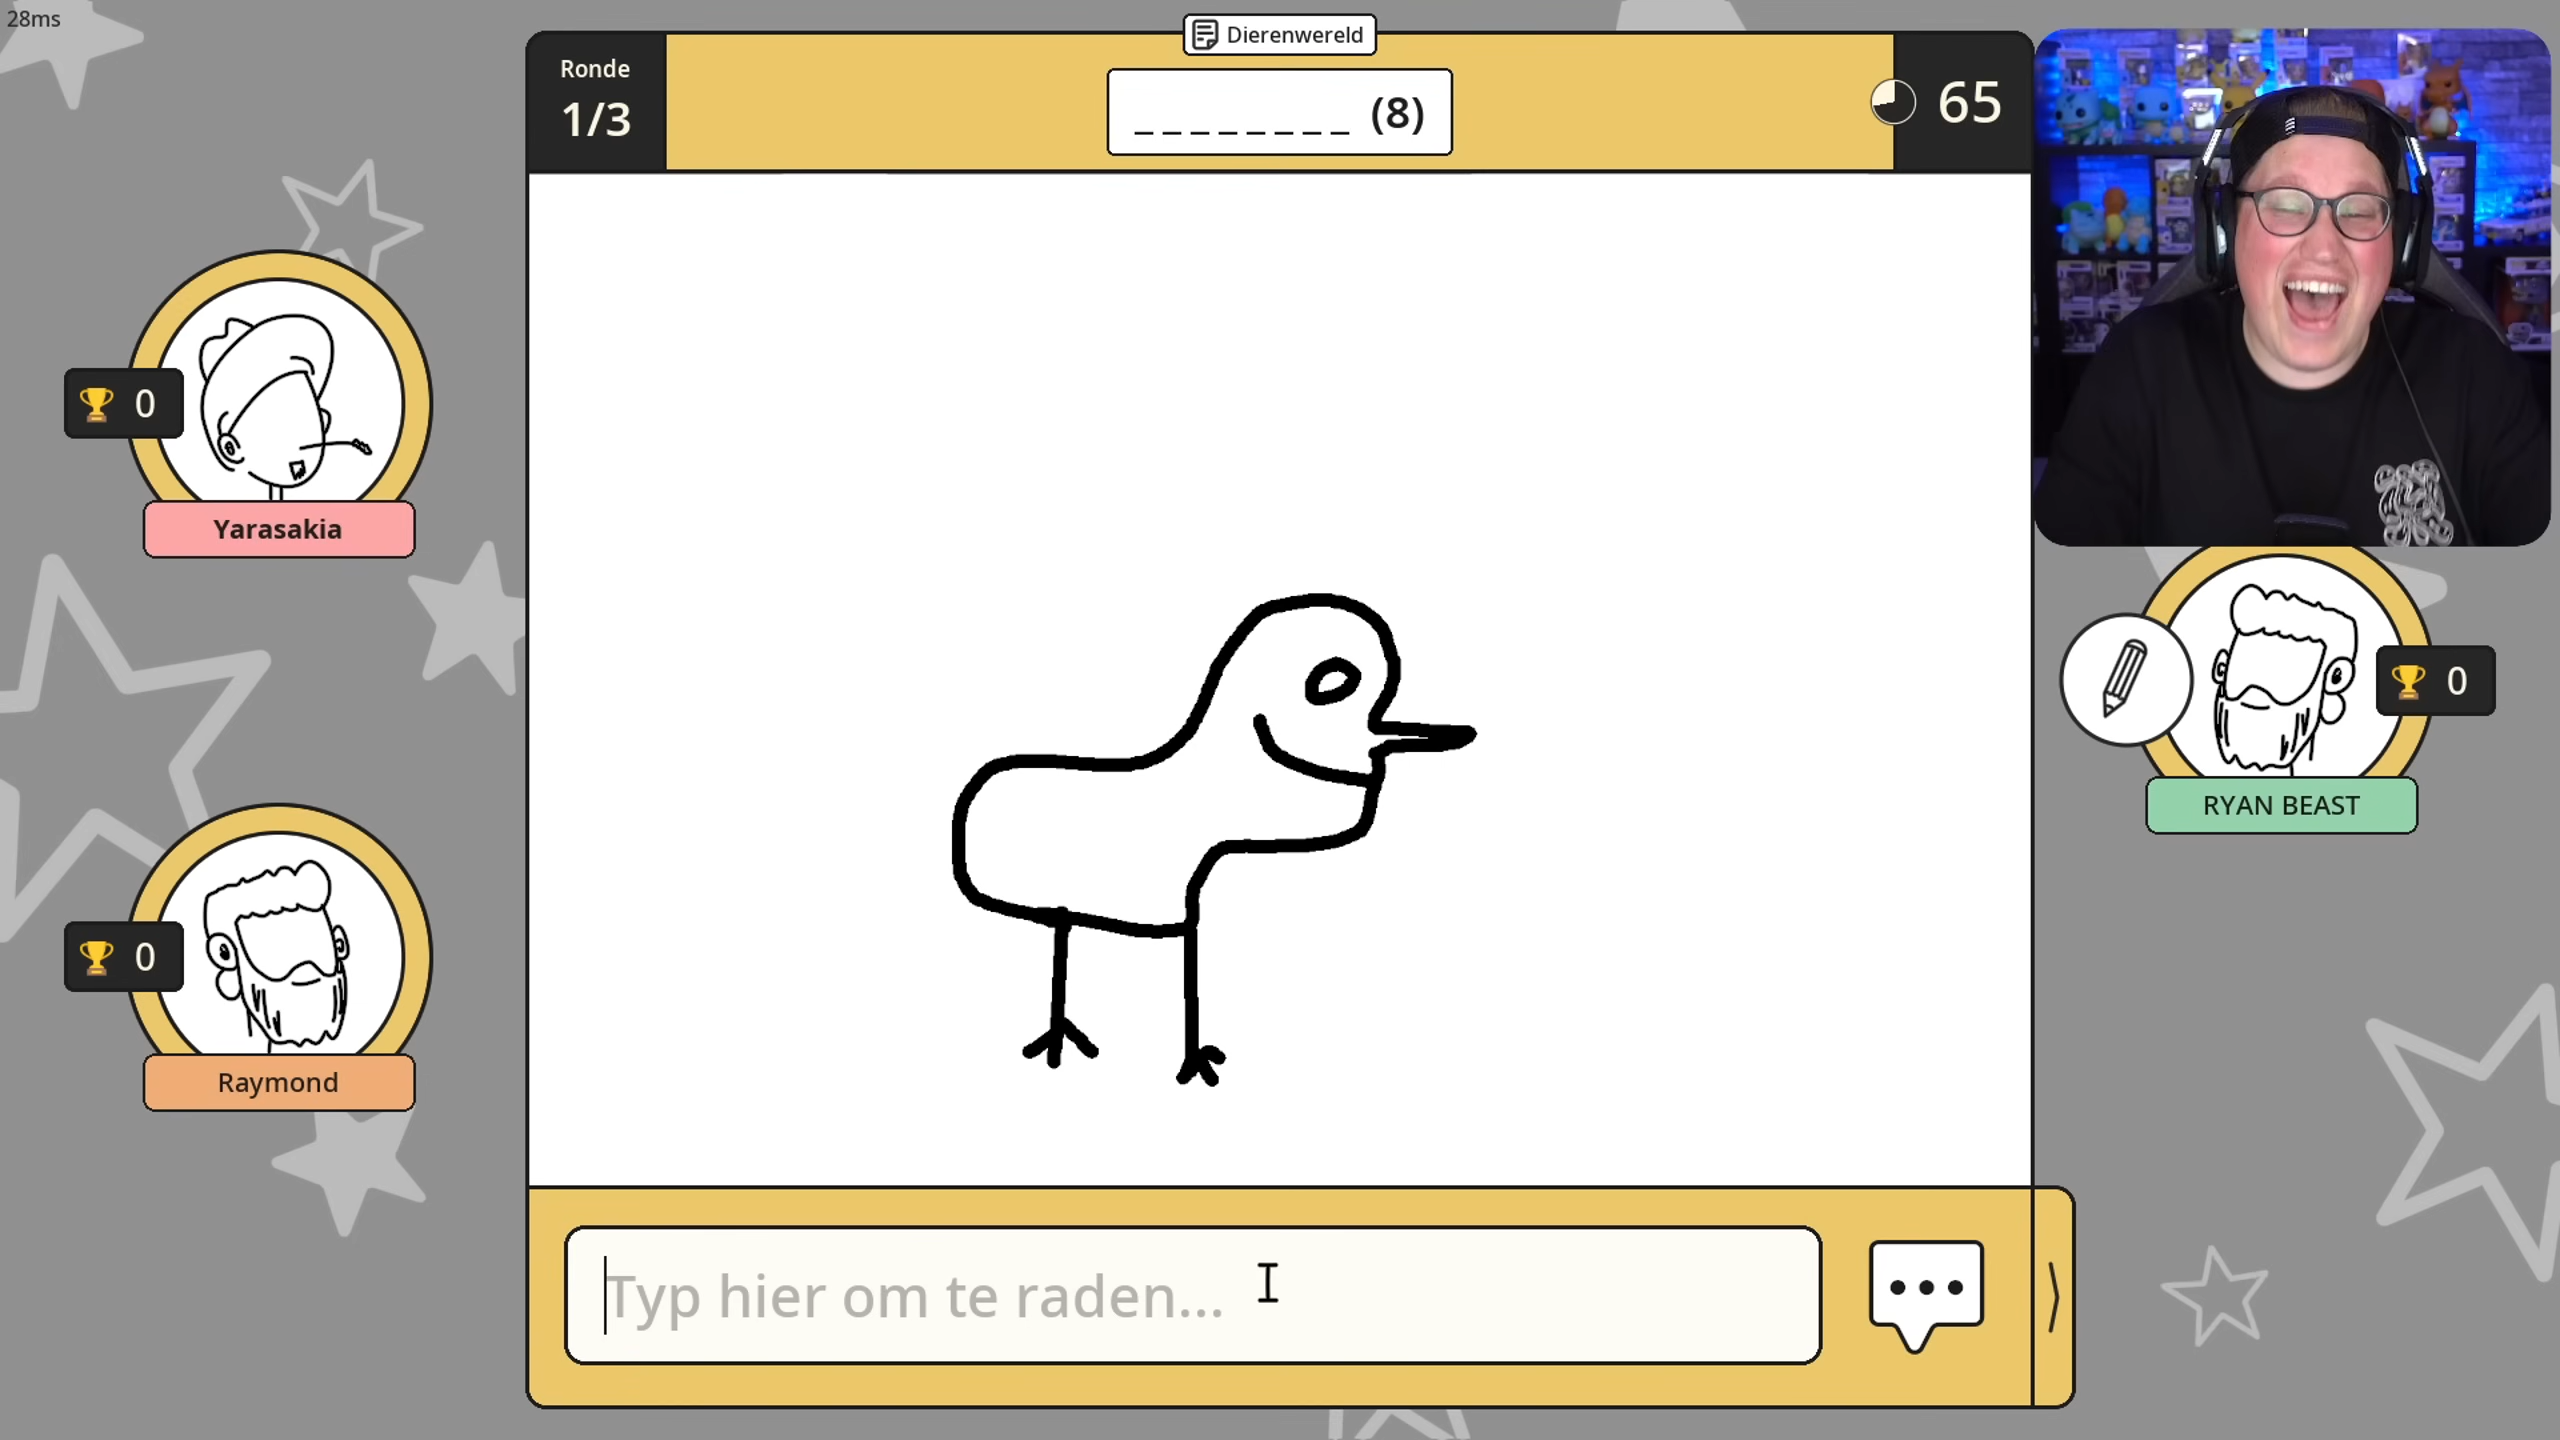 28ms
Dierenwereld
Ronde
1/3
_ _ _ _ _ _ _ _ (8)
65
0
Yarasakia
0
RYAN BEAST
0
Raymond
Typ hier om te raden...